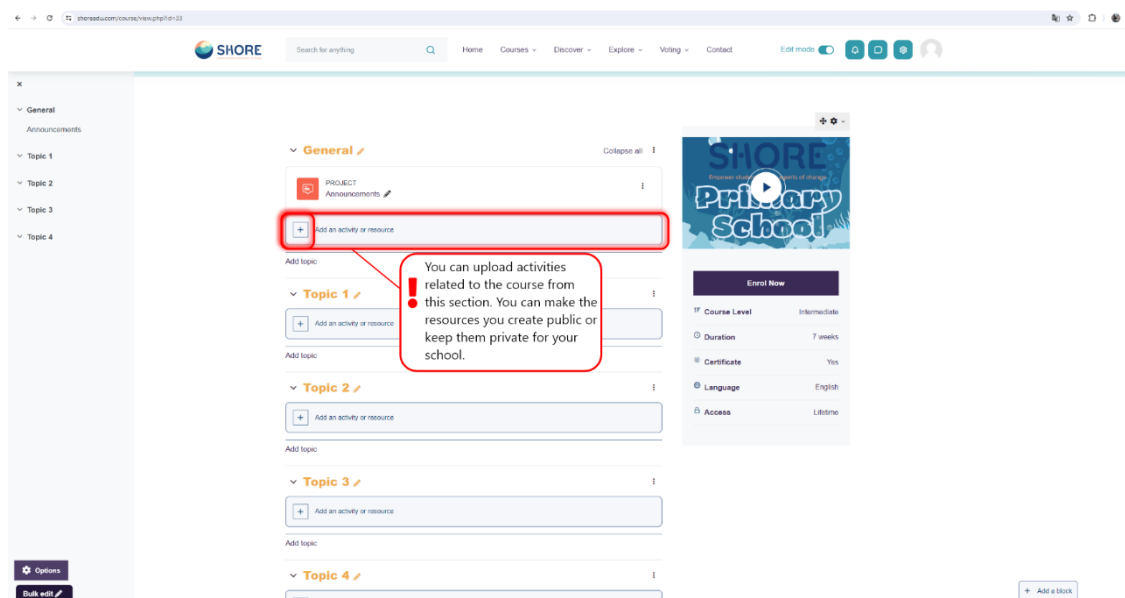 shoreedu.com/course/view.php?id=33
SHORE
Search for anything
Home
Courses
Discover
Explore
Voting
Contact
Edit mode
General
Announcements
Topic 1
Topic 2
Topic 3
Topic 4
General
Collapse all
PROJECT
Announcements
Add an activity or resource
Add topic
You can upload activities
related to the course from
this section. You can make the
resources you create public or
keep them private for your
school.
Topic 1
Add an activity or resource
Add topic
Topic 2
Add an activity or resource
Add topic
Topic 3
Add an activity or resource
Add topic
Topic 4
SHORE
Primary
School
Enrol Now
Course Level Intermediate
Duration 7 weeks
Certificate Yes
Language English
Access Lifetime
Options
Bulk edit
Add a block